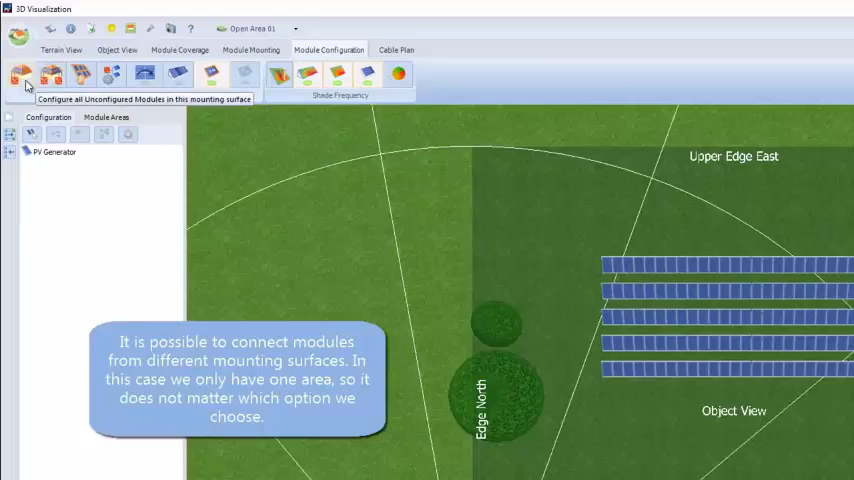 3D Visualization
Open Area 01
Terrain View
Object View
Module Coverage
Module Mounting
Module Configuration
Cable Plan
Configure all Unconfigured Modules in this mounting surface
Shade Frequency
Configuration
Module Areas
PV Generator
Upper Edge East
It is possible to connect modules
from different mounting surfaces. In
this case we only have one area, so it
does not matter which option we
choose.
Edge North
Object View